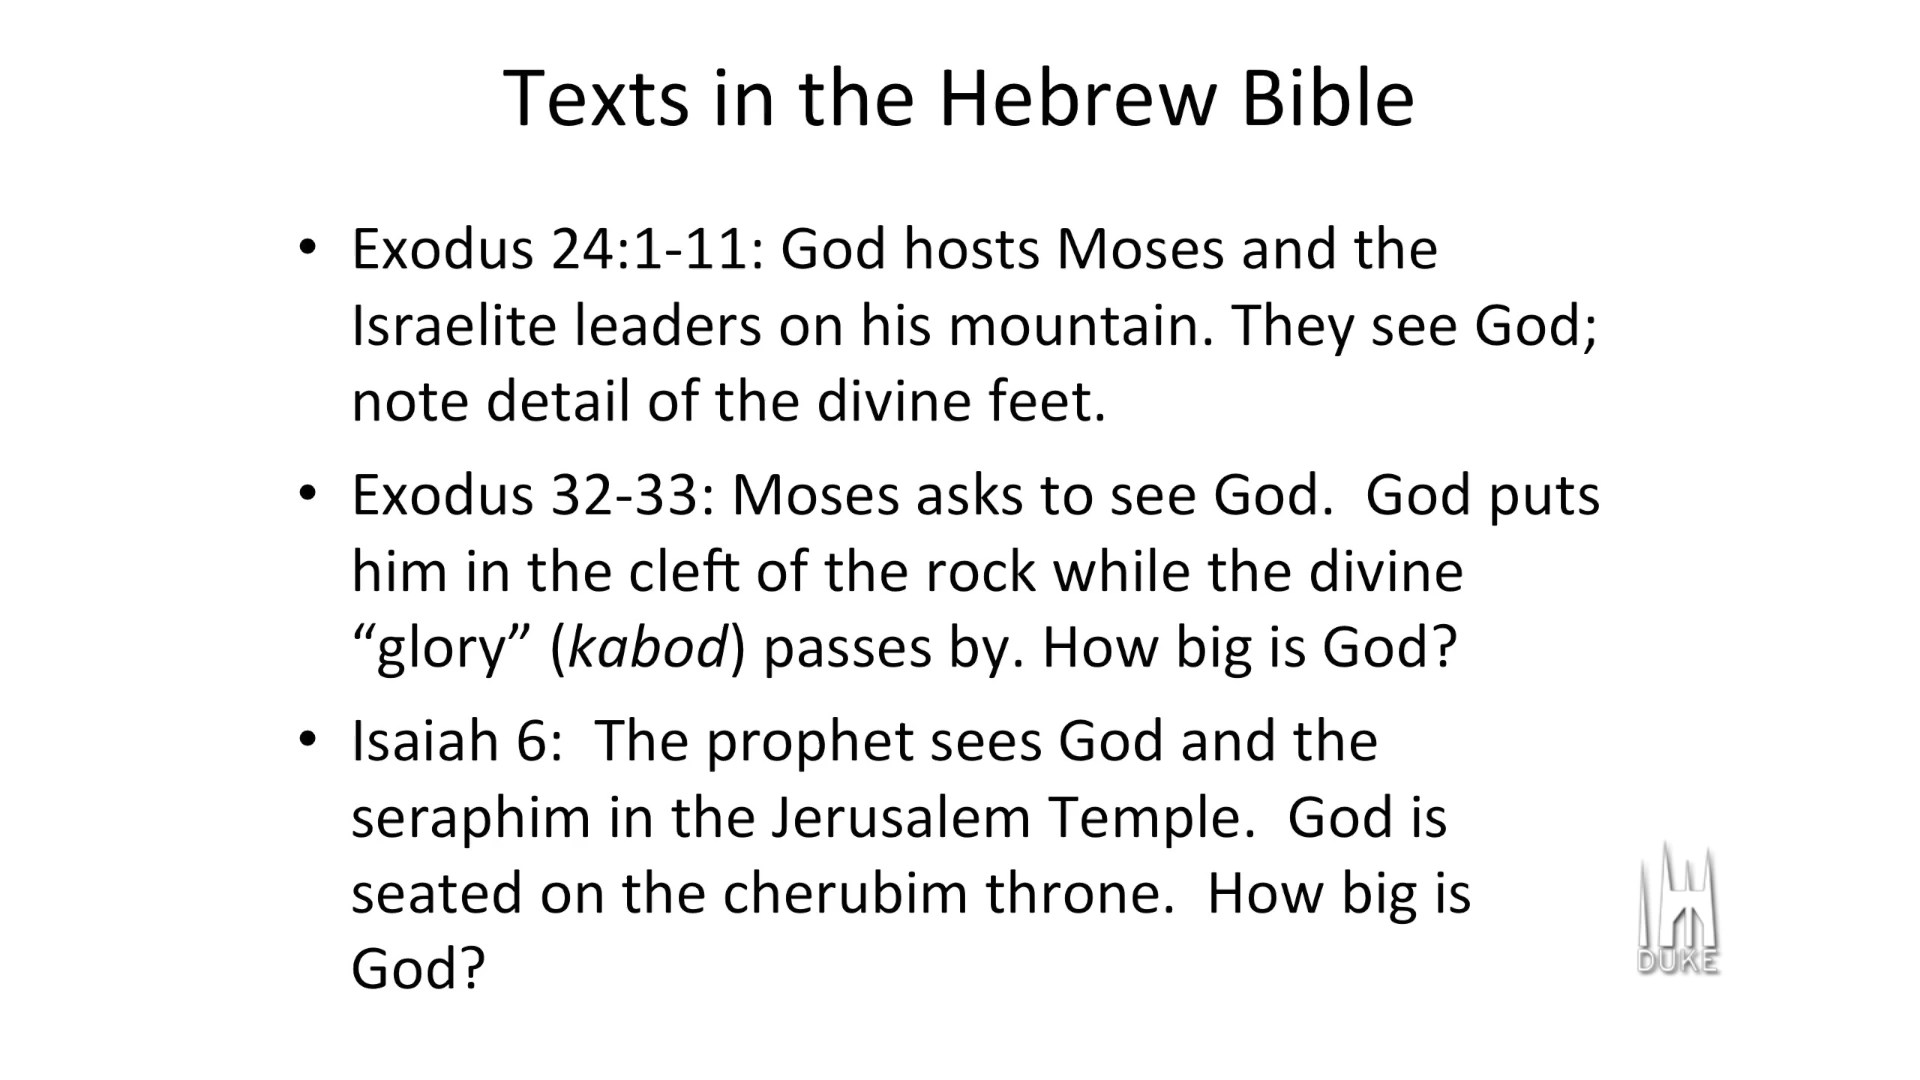 Texts in the Hebrew Bible
• Exodus 24:1-11: God hosts Moses and the
Israelite leaders on his mountain. They see God;
note detail of the divine feet.
• Exodus 32-33: Moses asks to see God.  God puts
him in the cleft of the rock while the divine
“glory” (kabod) passes by. How big is God?
• Isaiah 6:  The prophet sees God and the
seraphim in the Jerusalem Temple.  God is
seated on the cherubim throne.  How big is
God?
DUKE